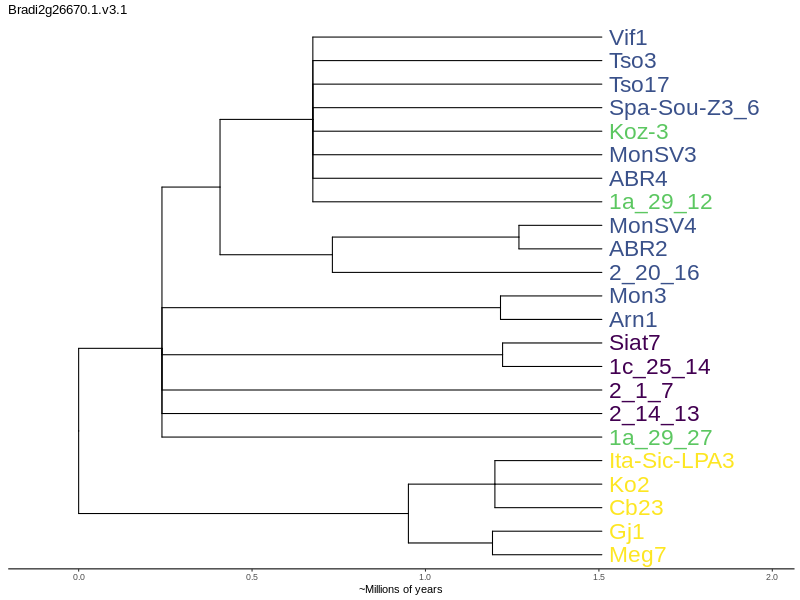 Bradi2g26670.1.v3.1
Vif1
Tso3
Tso17
Spa-Sou-Z3_6
Koz-3
MonSV3
ABR4
1a_29_12
MonSV4
ABR2
2_20_16
Mon3
Arn1
Siat7
1c_25_14
2_1_7
2_14_13
1a_29_27
Ita-Sic-LPA3
Ko2
Cb23
Gj1
Meg7
0.0 0.5 1.0 1.5 2.0
~Millions of years